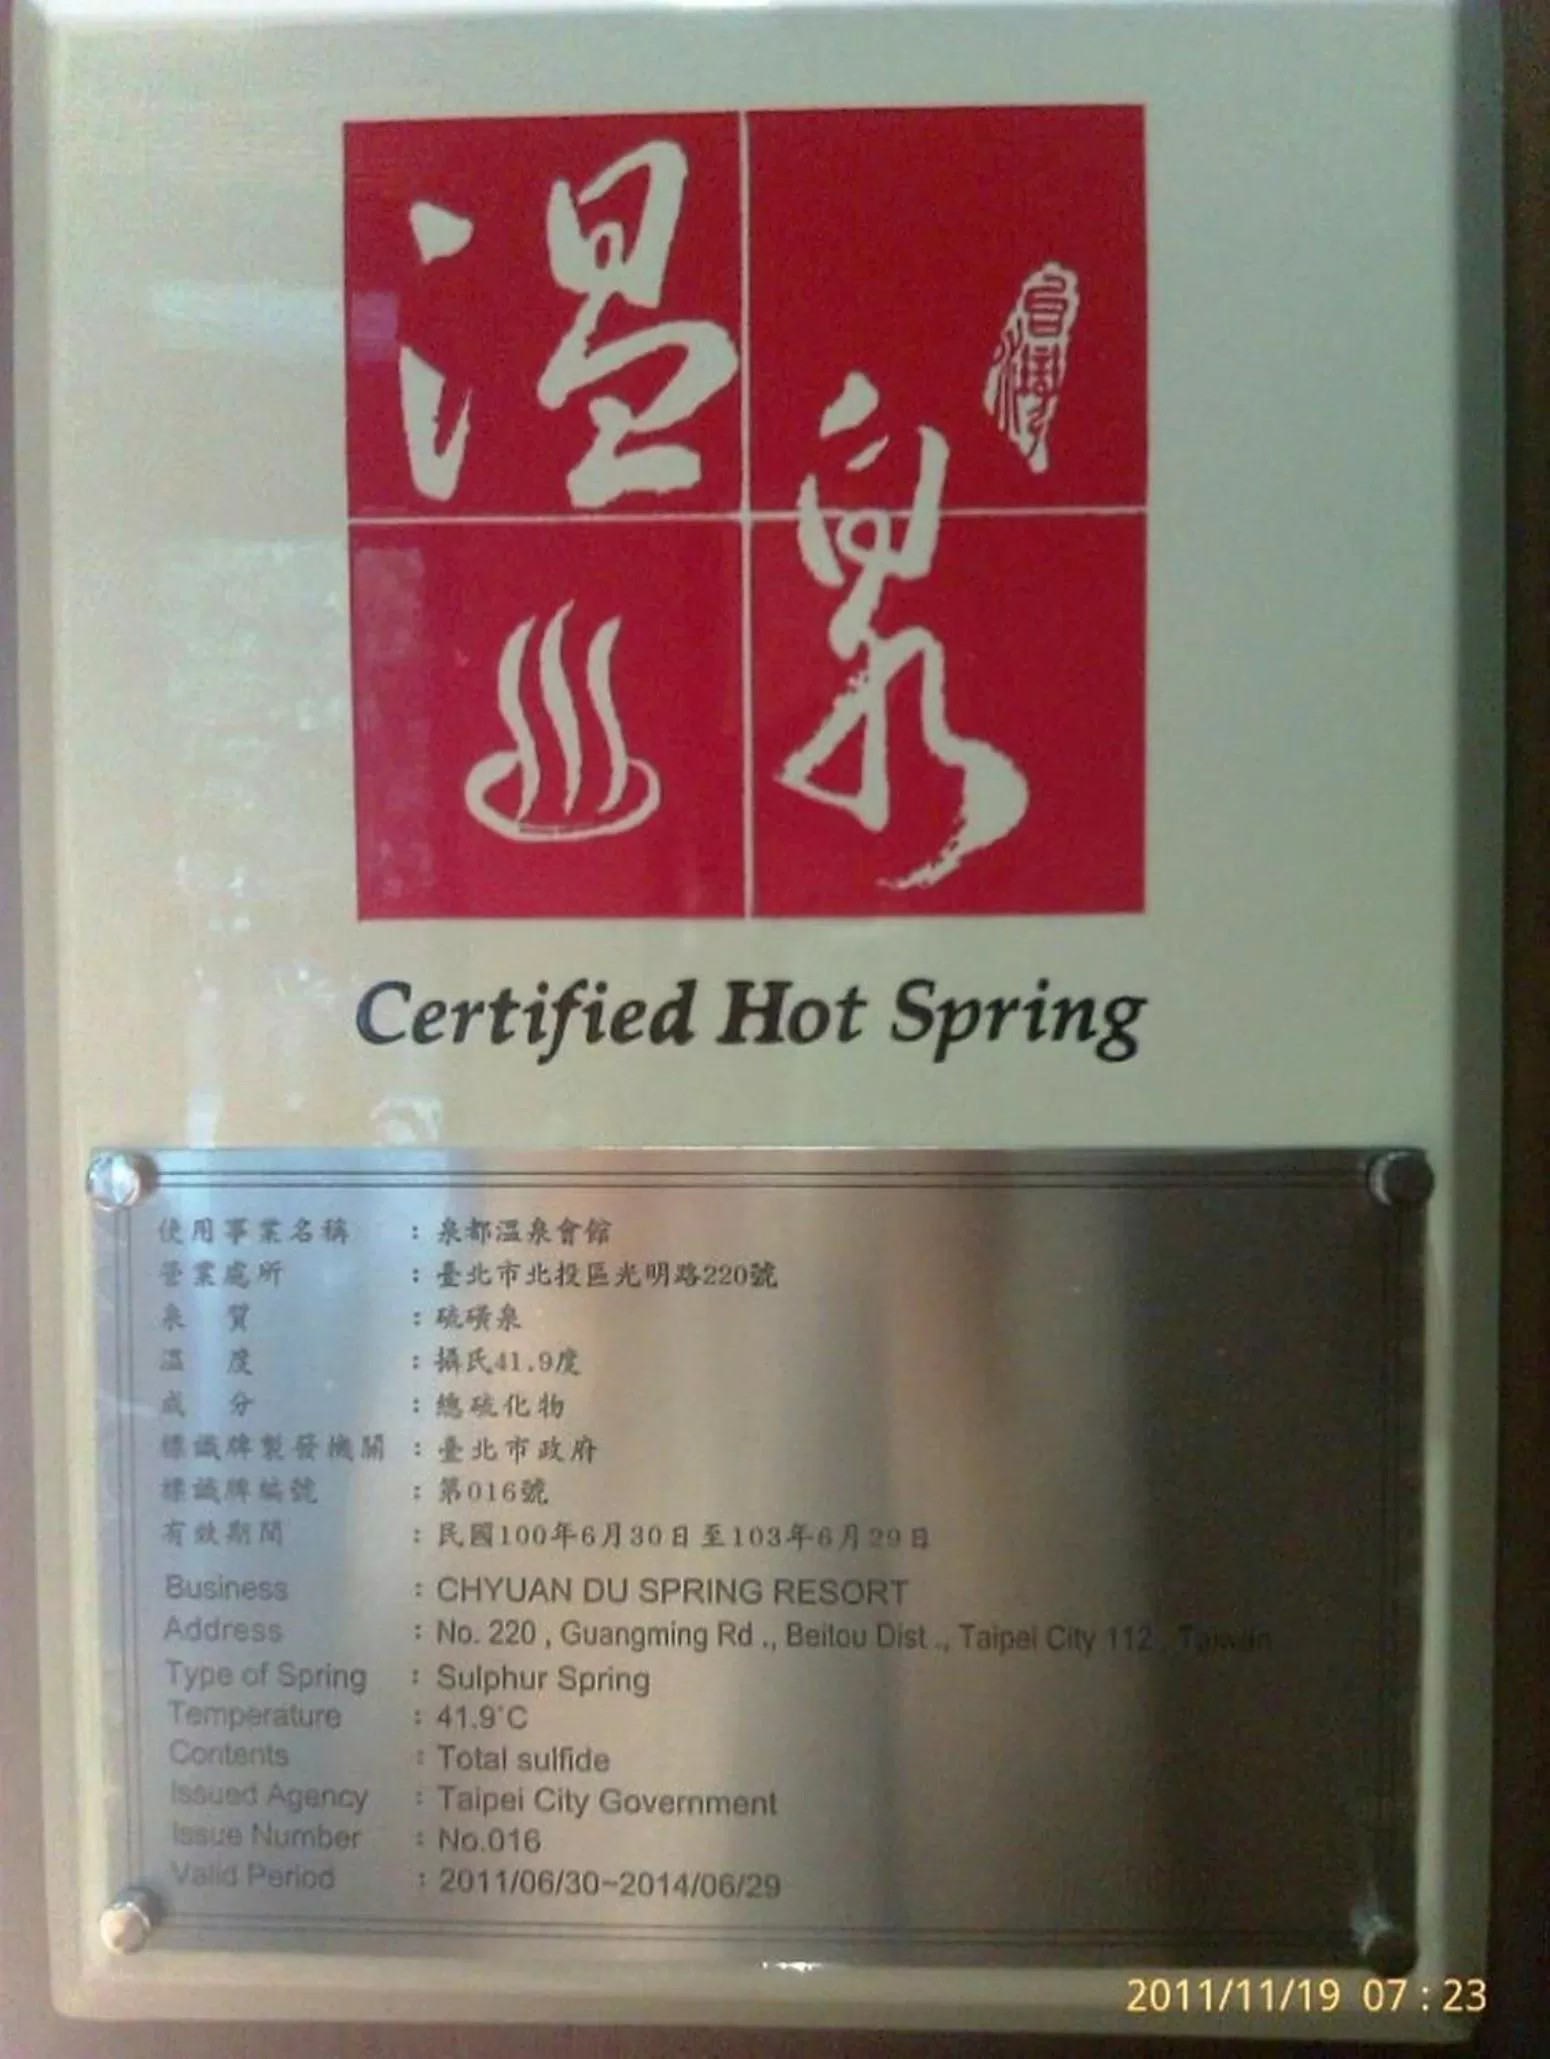 溫泉
Certified Hot Spring
使用事業名稱 : 泉都溫泉會館
營業處所 : 臺北市北投區光明路220號
泉 質 : 硫磺泉
溫 度 : 攝氏41.9度
成 分 : 總硫化物
標識牌製發機關 : 臺北市政府
標識牌編號 : 第016號
有效期間 : 民國100年6月30日至103年6月29日
Business : CHYUAN DU SPRING RESORT
Address : No. 220 , Guangming Rd ., Beitou Dist ., Taipei City 112 , Taiwan
Type of Spring : Sulphur Spring
Temperature : 41.9°C
Contents : Total sulfide
Issued Agency : Taipei City Government
Issue Number : No.016
Valid Period : 2011/06/30~2014/06/29
2011/11/19 07 : 23